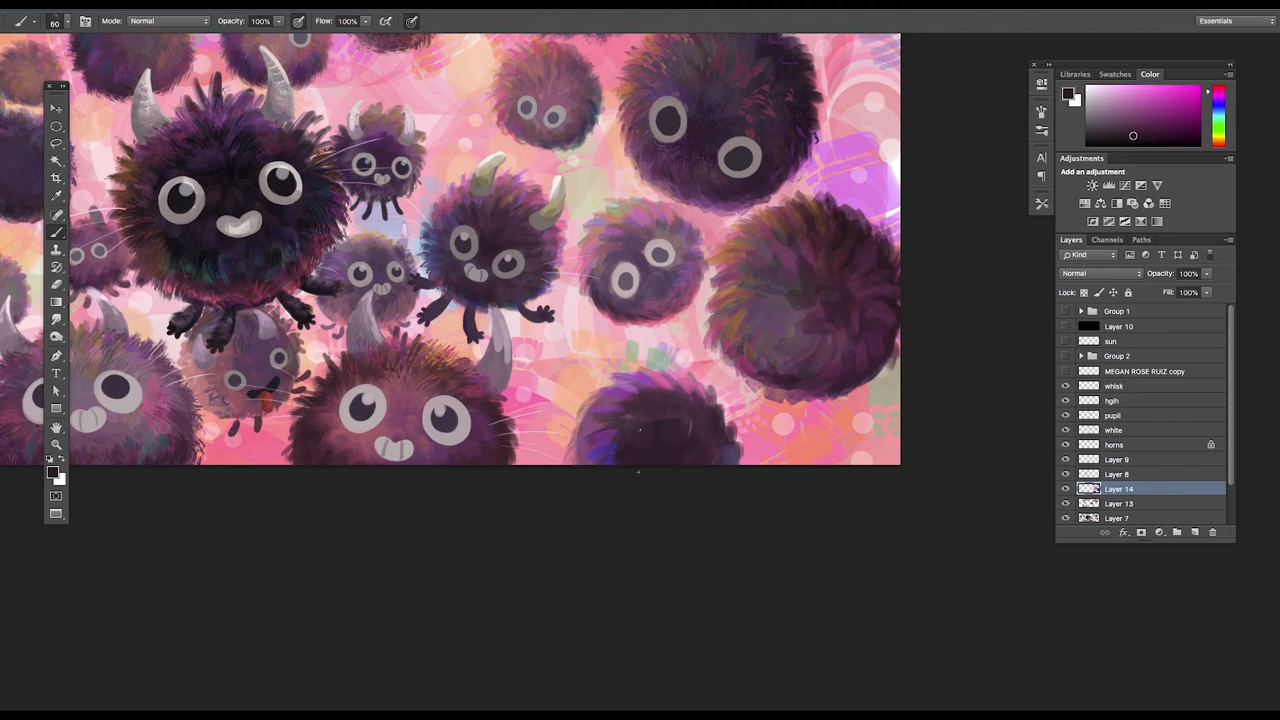 60 Mode: Normal Opacity: 100% Flow: 100% Essentials
Libraries Swatches Color
Adjustments
Add an adjustment
Layers Channels Paths
Kind
Normal Opacity: 100%
Lock: Fill: 100%
Group 1
Layer 10
sun
Group 2
MEGAN ROSE RUIZ copy
whisk
hgih
pupil
white
horns
Layer 9
Layer 8
Layer 14
Layer 13
Layer 7